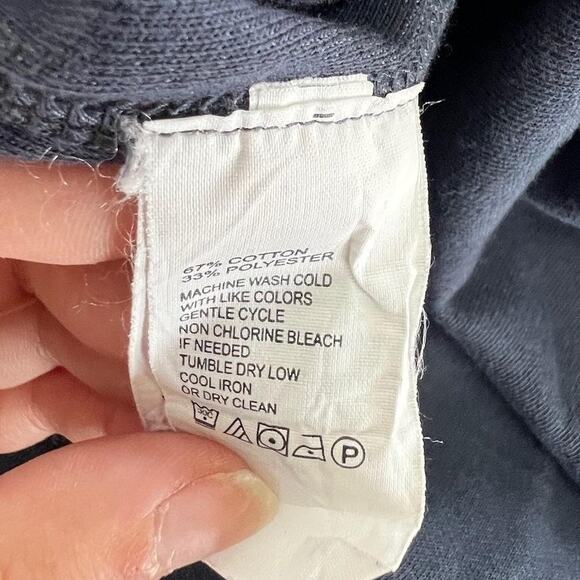 67% COTTON
33% POLYESTER
MACHINE WASH COLD
WITH LIKE COLORS
GENTLE CYCLE
NON CHLORINE BLEACH
IF NEEDED
TUMBLE DRY LOW
COOL IRON
OR DRY CLEAN
P